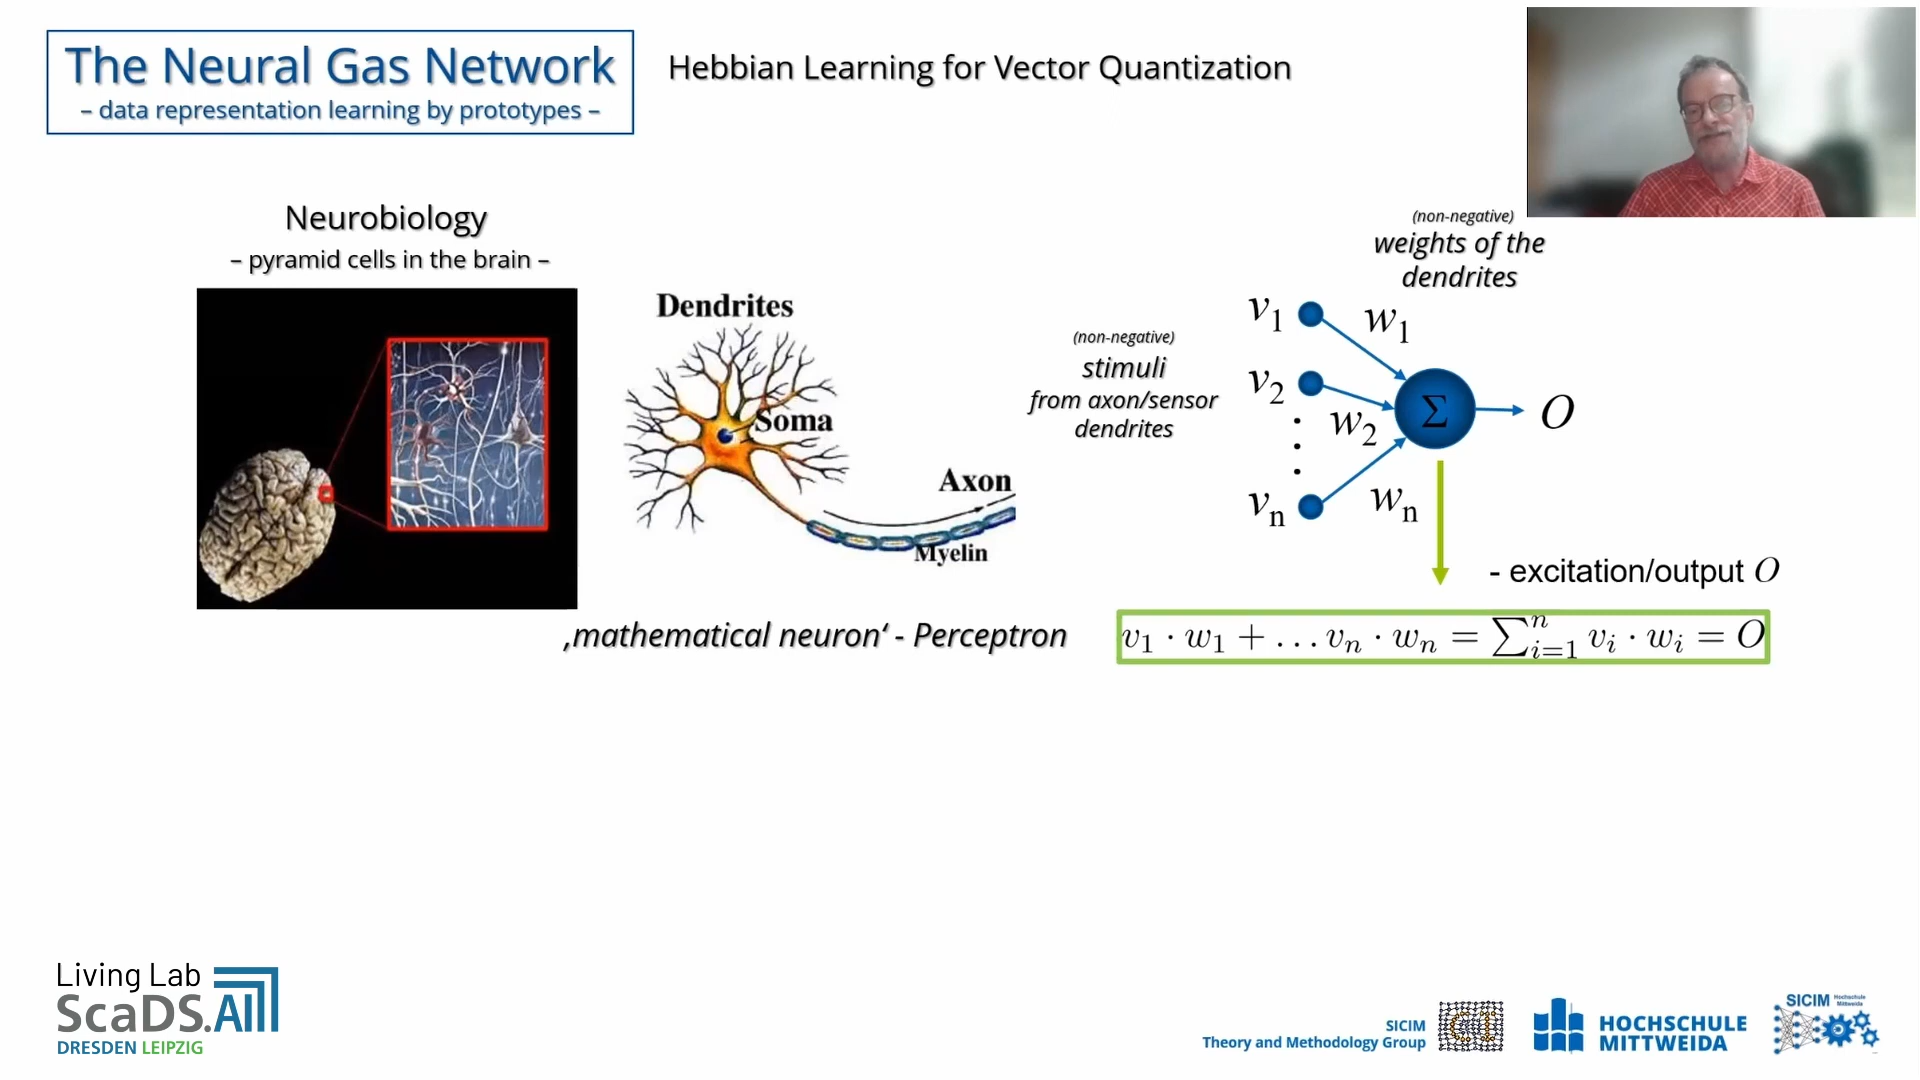 The Neural Gas Network
– data representation learning by prototypes –
Hebbian Learning for Vector Quantization
Neurobiology
– pyramid cells in the brain –
Dendrites
Soma
Axon
Myelin
(non-negative)
stimuli
from axon/sensor
dendrites
(non-negative)
weights of the
dendrites
v1 w1
v2 w2
vn wn
Σ
O
- excitation/output O
‚mathematical neuron‘ - Perceptron
v₁ · w₁ + … vₙ · wₙ = ∑ⁿᵢ₌₁ vᵢ · wᵢ = O
Living Lab
ScaDS.AI
DRESDEN LEIPZIG
SICIM
Theory and Methodology Group
HOCHSCHULE
MITTWEIDA
SICIM Hochschule
Mittweida